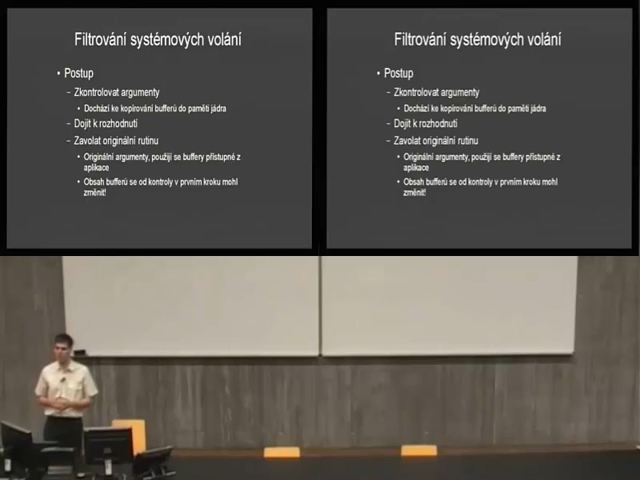 Filtrování systémových volání
• Postup
– Zkontrolovat argumenty
• Dochází ke kopírování bufferů do paměti jádra
– Dojít k rozhodnutí
– Zavolat originální rutinu
• Originální argumenty, použijí se buffery přístupné z
aplikace
• Obsah bufferů se od kontroly v prvním kroku mohl
změnit!
Filtrování systémových volání
• Postup
– Zkontrolovat argumenty
• Dochází ke kopírování bufferů do paměti jádra
– Dojít k rozhodnutí
– Zavolat originální rutinu
• Originální argumenty, použijí se buffery přístupné z
aplikace
• Obsah bufferů se od kontroly v prvním kroku mohl
změnit!